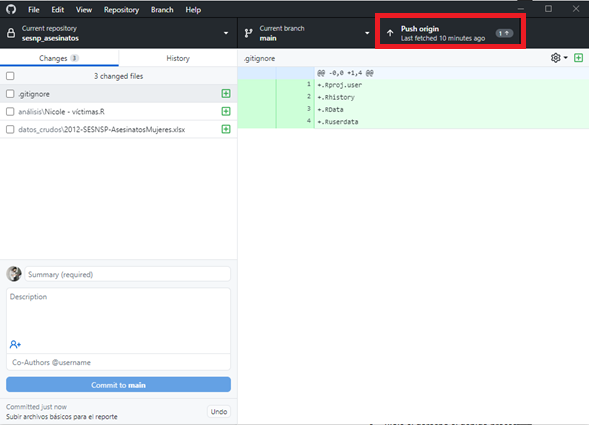 File Edit View Repository Branch Help
Current repository
sesnp_asesinatos
Current branch
main
Push origin
Last fetched 10 minutes ago
1
Changes 3
History
.gitignore
3 changed files
.gitignore
análisis\Nicole - víctimas.R
datos_crudos\2012-SESNSP-AsesinatosMujeres.xlsx
@@ -0,0 +1,4 @@
1 +.Rproj.user
2 +.Rhistory
3 +.RData
4 +.Ruserdata
Summary (required)
Description
Co-Authors @username
Commit to main
Committed just now
Subir archivos básicos para el reporte
Undo